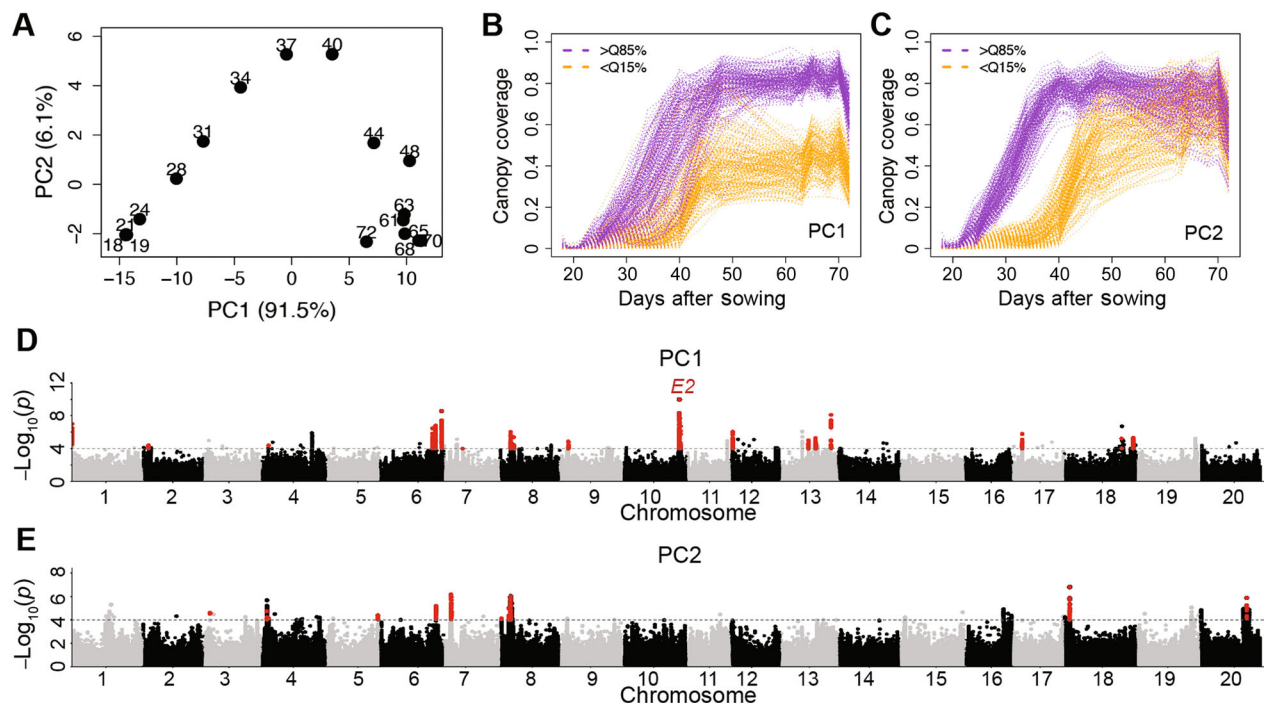 A
6
4
2
0
−2
PC2 (6.1%)
37
40
34
31
44
48
28
24
21
18
19
63
61
65
72
70
68
−15
−10
−5
0
5
10
PC1 (91.5%)
B
1.0
0.8
0.6
0.4
0.2
0
Canopy coverage
>Q85%
<Q15%
PC1
20
30
40
50
60
70
Days after sowing
C
1.0
0.8
0.6
0.4
0.2
0
Canopy coverage
>Q85%
<Q15%
PC2
20
30
40
50
60
70
Days after sowing
D
PC1
E2
12
8
4
0
−Log10(p)
1 2 3 4 5 6 7 8 9 10 11 12 13 14 15 16 17 18 19 20
Chromosome
E
PC2
8
6
4
2
0
−Log10(p)
1 2 3 4 5 6 7 8 9 10 11 12 13 14 15 16 17 18 19 20
Chromosome